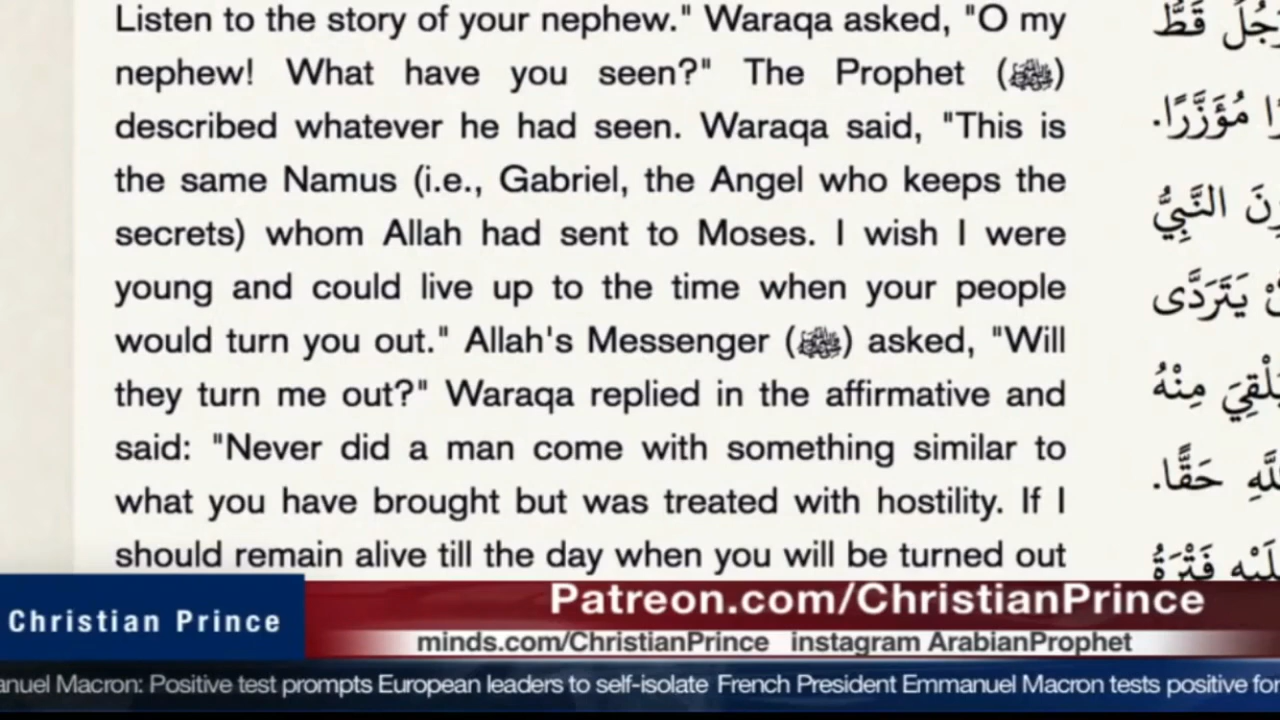 Listen to the story of your nephew." Waraqa asked, "O my
nephew! What have you seen?" The Prophet (ﷺ)
described whatever he had seen. Waraqa said, "This is
the same Namus (i.e., Gabriel, the Angel who keeps the
secrets) whom Allah had sent to Moses. I wish I were
young and could live up to the time when your people
would turn you out." Allah's Messenger (ﷺ) asked, "Will
they turn me out?" Waraqa replied in the affirmative and
said: "Never did a man come with something similar to
what you have brought but was treated with hostility. If I
should remain alive till the day when you will be turned out
قَطُّ
مُؤَزَّرًا.
النَّبِيُّ
يَتَرَدَّى
مِنْهُ
حَقًّا.
فَتْرَةُ
Christian Prince
Patreon.com/ChristianPrince
minds.com/ChristianPrince instagram ArabianProphet
Macron: Positive test prompts European leaders to self-isolate French President Emmanuel Macron tests positive for